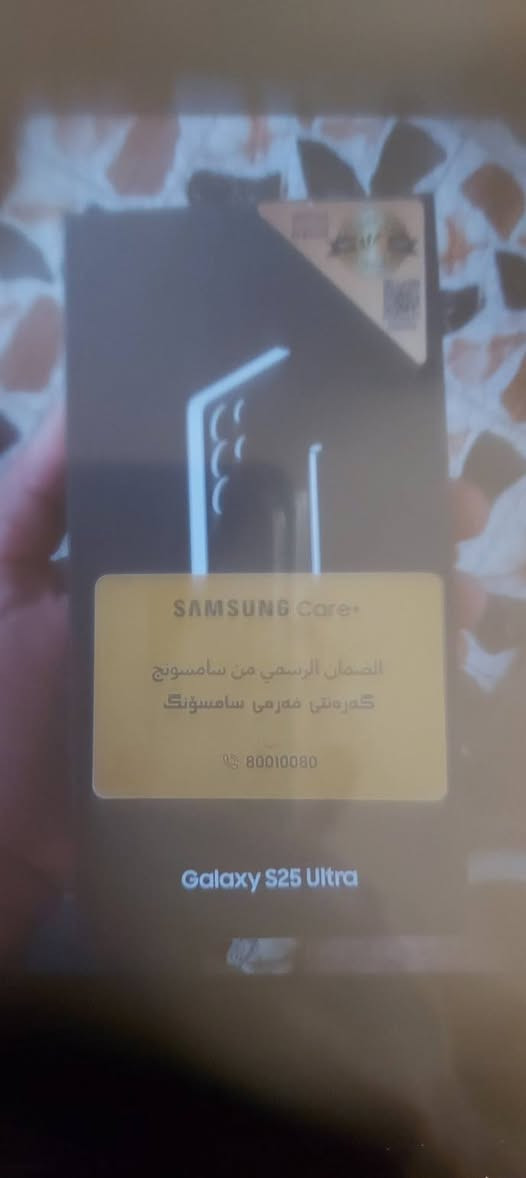 SAMSUNG Care+
الضمان الرسمي من سامسونج
گەرەنتی فەرمی سامسۆنگ
80010080
Galaxy S25 Ultra